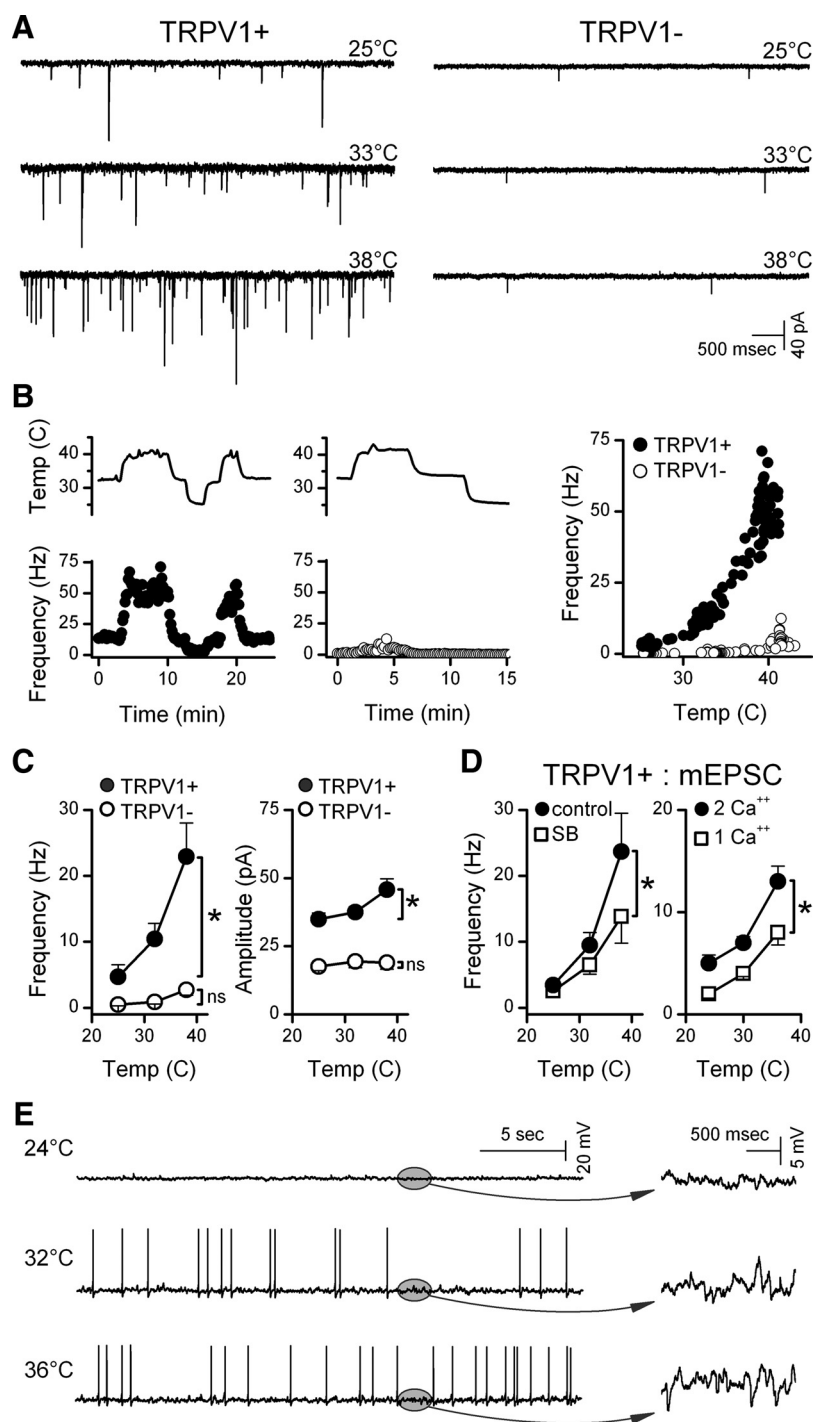 A
TRPV1+
TRPV1-
25°C
25°C
33°C
33°C
38°C
38°C
500 msec
40 pA
B
Temp (C)
40
30
Frequency (Hz)
75
50
25
0
0
10
20
Time (min)
40
30
75
50
25
0
0
5
10
15
Time (min)
Frequency (Hz)
75
50
25
0
TRPV1+
TRPV1-
30
40
Temp (C)
C
TRPV1+
TRPV1-
Frequency (Hz)
30
20
10
0
*
ns
20
30
40
Temp (C)
TRPV1+
TRPV1-
Amplitude (pA)
75
50
25
0
*
ns
20
30
40
Temp (C)
D
TRPV1+ : mEPSC
Frequency (Hz)
30
20
10
0
control
SB
*
20
30
40
Temp (C)
20
10
0
2 Ca++
1 Ca++
*
20
30
40
Temp (C)
E
24°C
5 sec
20 mV
500 msec
5 mV
32°C
36°C